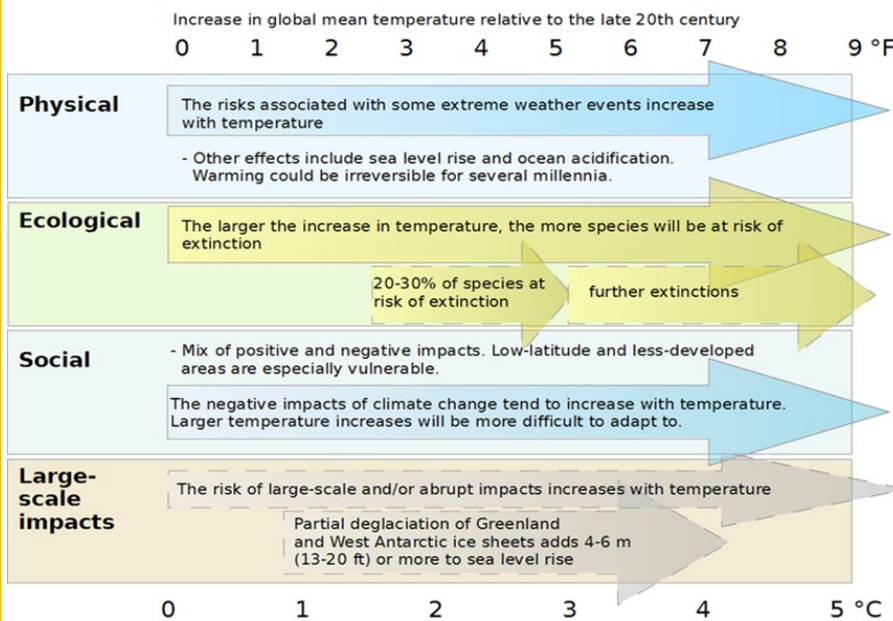 Increase in global mean temperature relative to the late 20th century
0 1 2 3 4 5 6 7 8 9 °F
Physical
The risks associated with some extreme weather events increase
with temperature
- Other effects include sea level rise and ocean acidification.
Warming could be irreversible for several millennia.
Ecological
The larger the increase in temperature, the more species will be at risk of
extinction
20-30% of species at
risk of extinction
further extinctions
Social
- Mix of positive and negative impacts. Low-latitude and less-developed
areas are especially vulnerable.
The negative impacts of climate change tend to increase with temperature.
Larger temperature increases will be more difficult to adapt to.
Large-
scale
impacts
The risk of large-scale and/or abrupt impacts increases with temperature
Partial deglaciation of Greenland
and West Antarctic ice sheets adds 4-6 m
(13-20 ft) or more to sea level rise
0 1 2 3 4 5 °C